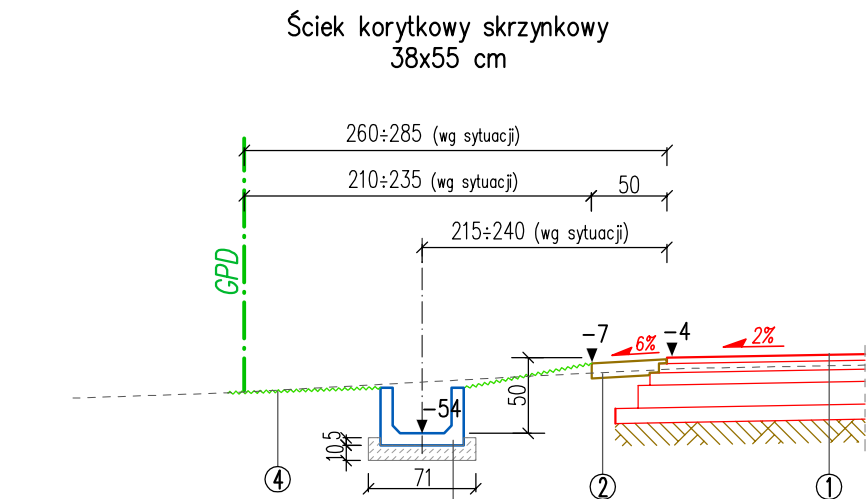 Ściek korytkowy skrzynkowy
38x55 cm
260÷285 (wg sytuacji)
210÷235 (wg sytuacji)
50
215÷240 (wg sytuacji)
GPD
-7
6%
-4
2%
-54
50
10,5
71
4
2
1